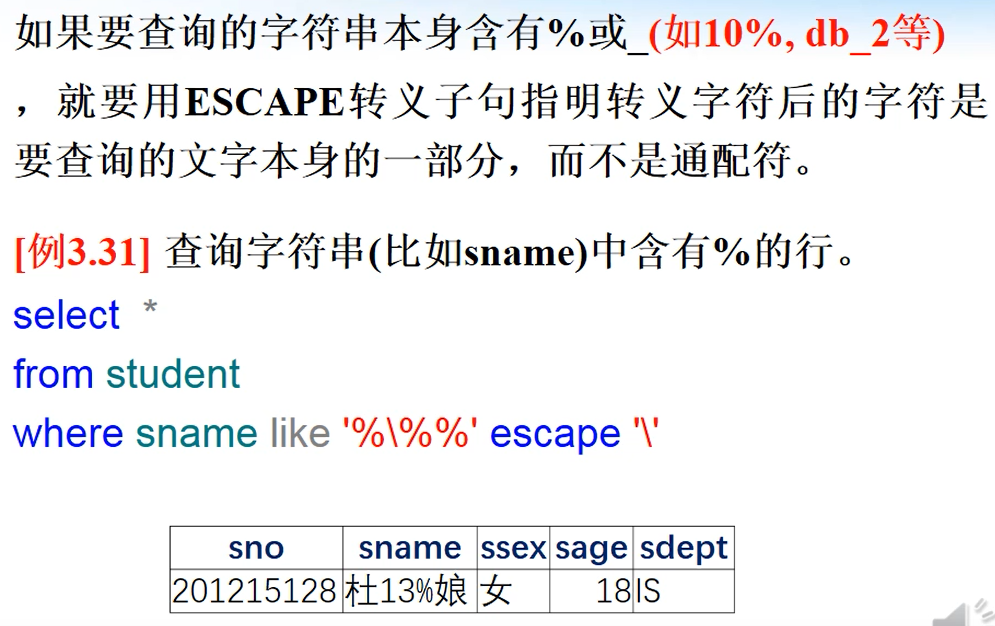 如果要查询的字符串本身含有%或_(如10%, db_2等)
，就要用ESCAPE转义子句指明转义字符后的字符是
要查询的文字本身的一部分，而不是通配符。
[例3.31] 查询字符串(比如sname)中含有%的行。
select *
from student
where sname like '%\%%' escape '\'
sno sname ssex sage sdept
201215128 杜13%娘 女 18 IS